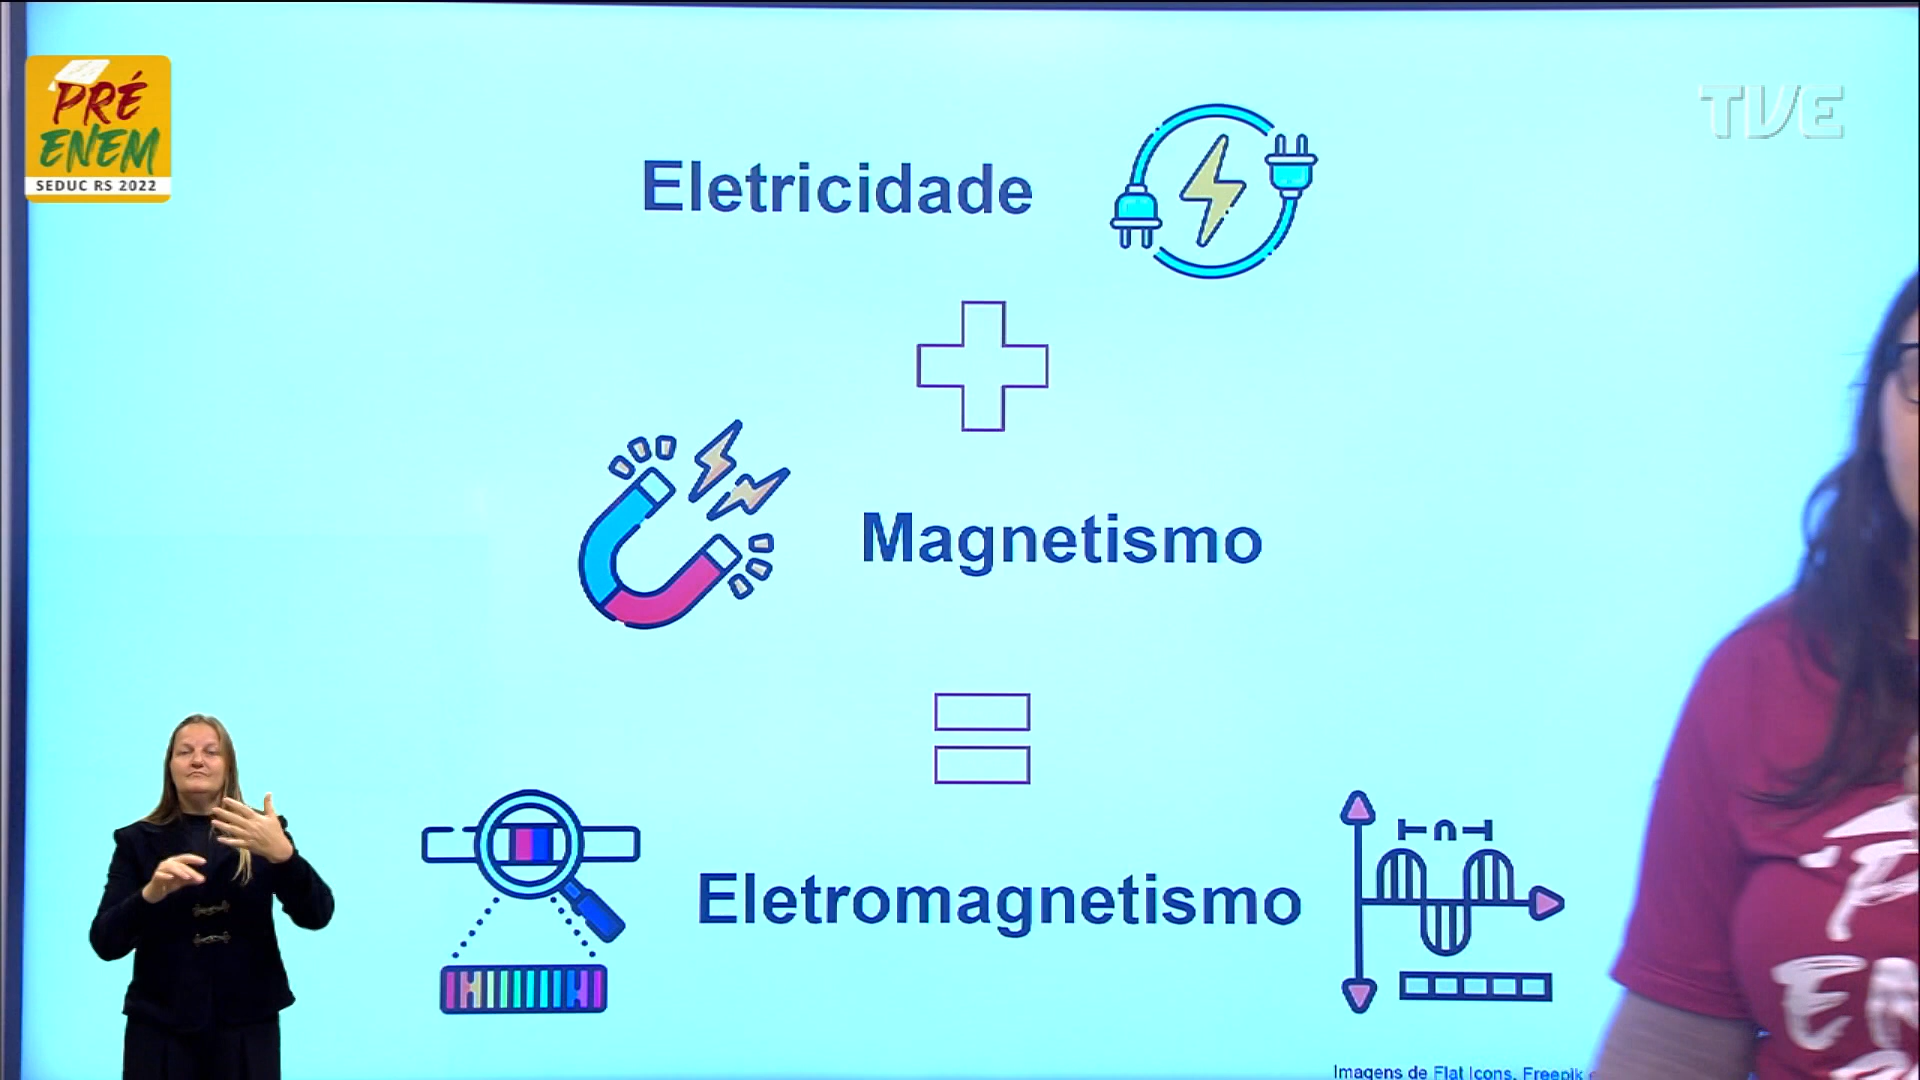 PRÉ
ENEM
SEDUC RS 2022
TVE
Eletricidade
Magnetismo
Eletromagnetismo
Imagens de Flat Icons, Freepik